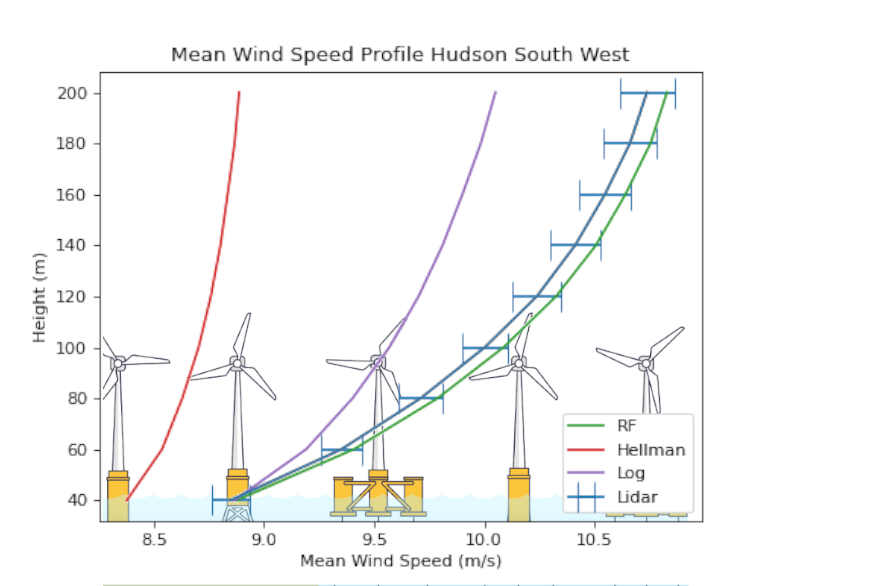 Mean Wind Speed Profile Hudson South West
200
180
160
140
120
100
80
60
40
Height (m)
8.5 9.0 9.5 10.0 10.5
Mean Wind Speed (m/s)
RF
Hellman
Log
Lidar